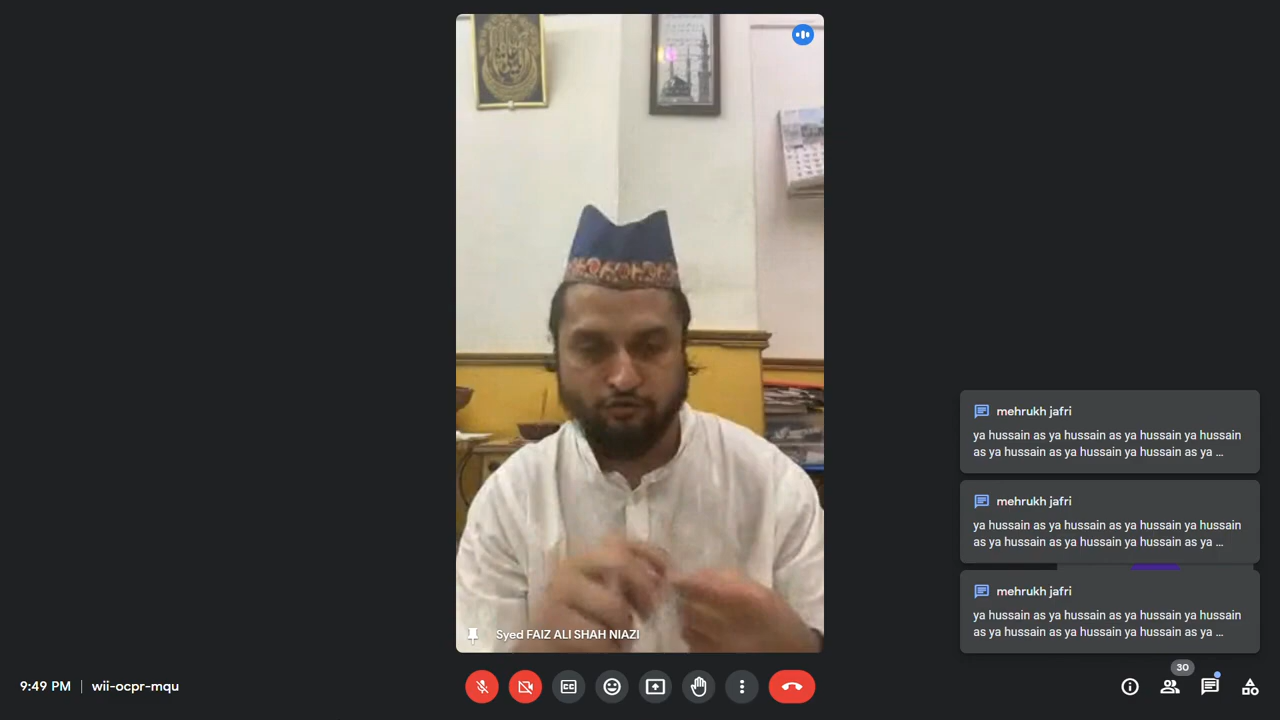 Syed FAIZ ALI SHAH NIAZI
mehrukh jafri
ya hussain as ya hussain as ya hussain ya hussain
as ya hussain as ya hussain ya hussain as ya ...
mehrukh jafri
ya hussain as ya hussain as ya hussain ya hussain
as ya hussain as ya hussain ya hussain as ya ...
mehrukh jafri
ya hussain as ya hussain as ya hussain ya hussain
as ya hussain as ya hussain ya hussain as ya ...
9:49 PM | wii-ocpr-mqu
30